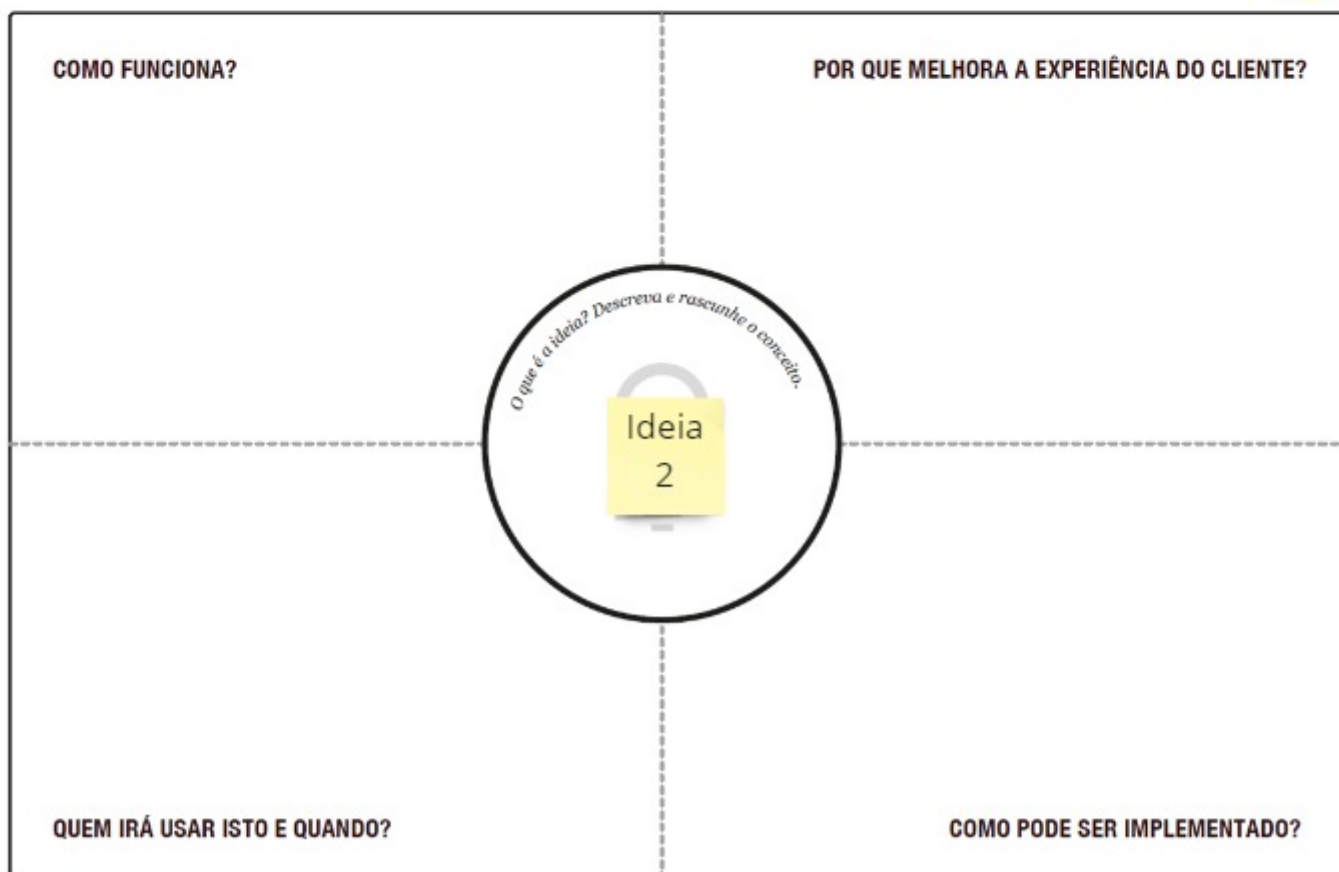 COMO FUNCIONA?
POR QUE MELHORA A EXPERIÊNCIA DO CLIENTE?
O que é a ideia? Descreva e rascunhe o conceito.
Ideia
2
QUEM IRÁ USAR ISTO E QUANDO?
COMO PODE SER IMPLEMENTADO?